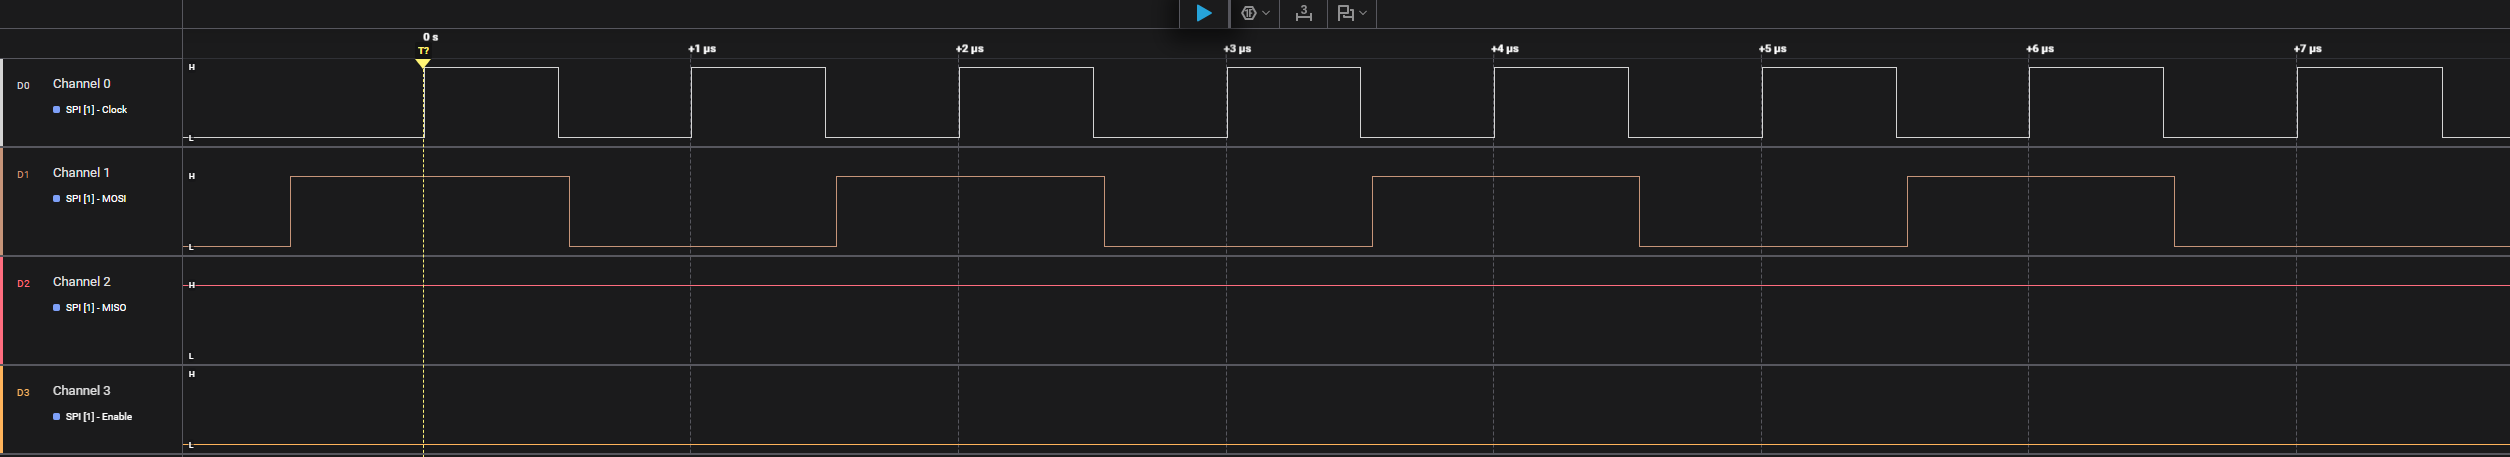 3
0 s
T?
+1 µs
+2 µs
+3 µs
+4 µs
+5 µs
+6 µs
+7 µs
D0
Channel 0
SPI [1] - Clock
H
L
D1
Channel 1
SPI [1] - MOSI
H
L
D2
Channel 2
SPI [1] - MISO
H
L
D3
Channel 3
SPI [1] - Enable
H
L